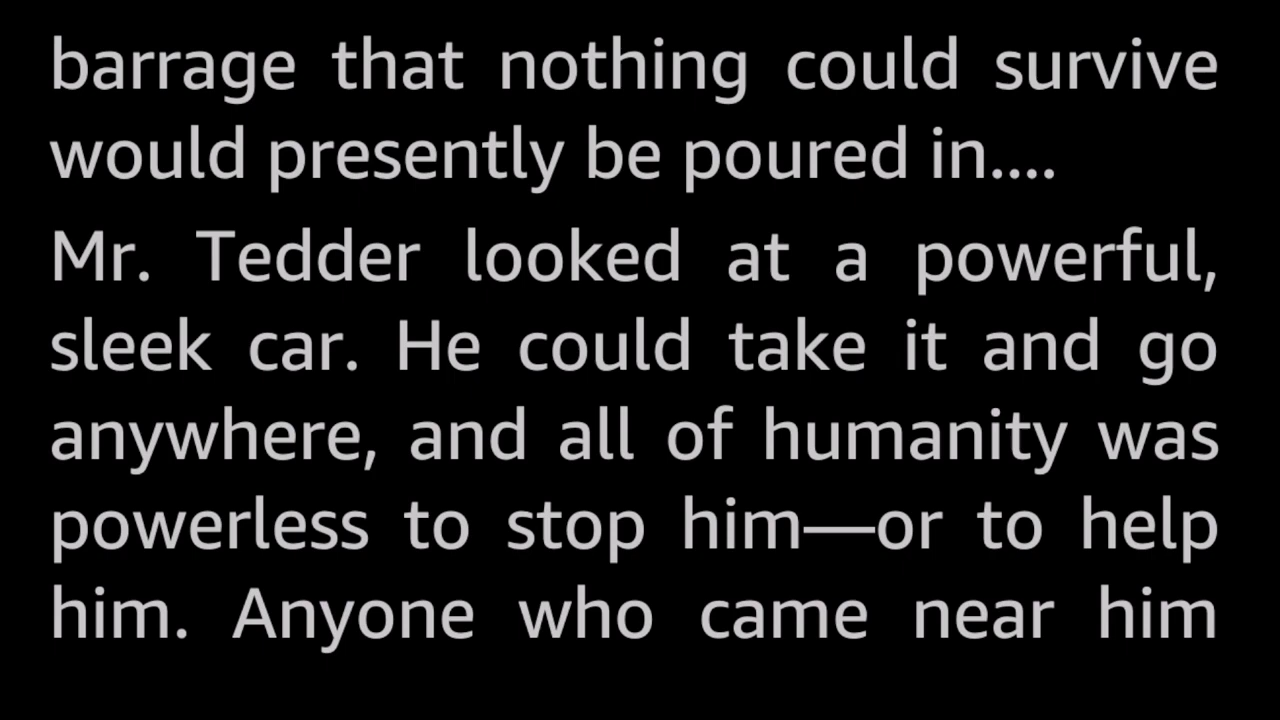 barrage that nothing could survive
would presently be poured in....
Mr. Tedder looked at a powerful,
sleek car. He could take it and go
anywhere, and all of humanity was
powerless to stop him—or to help
him. Anyone who came near him